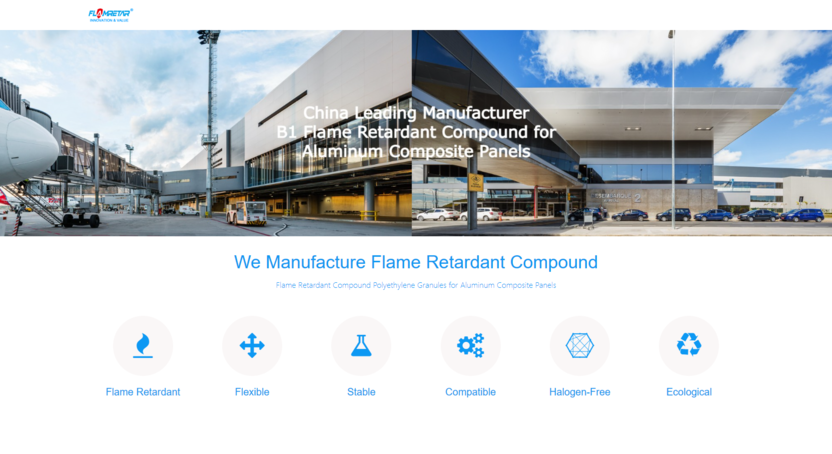 FLAMRETAR
INNOVATION & VALUE
China Leading Manufacturer
B1 Flame Retardant Compound for
Aluminum Composite Panels
We Manufacture Flame Retardant Compound
Flame Retardant Compound Polyethylene Granules for Aluminum Composite Panels
Flame Retardant
Flexible
Stable
Compatible
Halogen-Free
Ecological